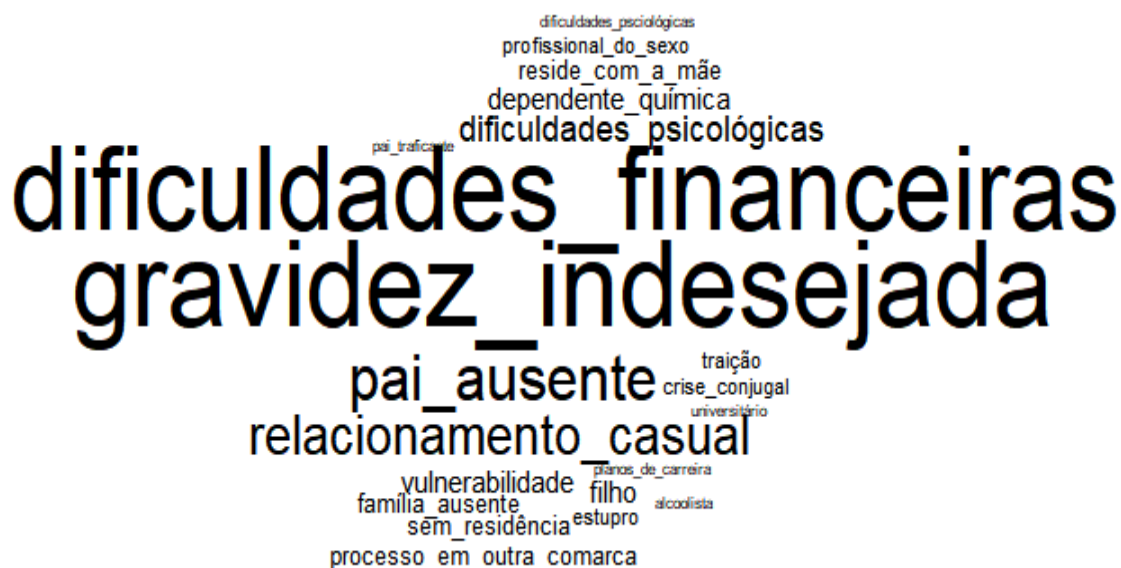 dificuldades_psciológicas
profissional_do_sexo
reside_com_a_mãe
dependente_química
dificuldades_psicológicas
pai_traficante
dificuldades_financeiras
gravidez_indesejada
pai_ausente
traição
crise_conjugal
universitário
relacionamento_casual
planos_de_carreira
vulnerabilidade
filho
família_ausente
alcoolista
estupro
sem_residência
processo_em_outra_comarca